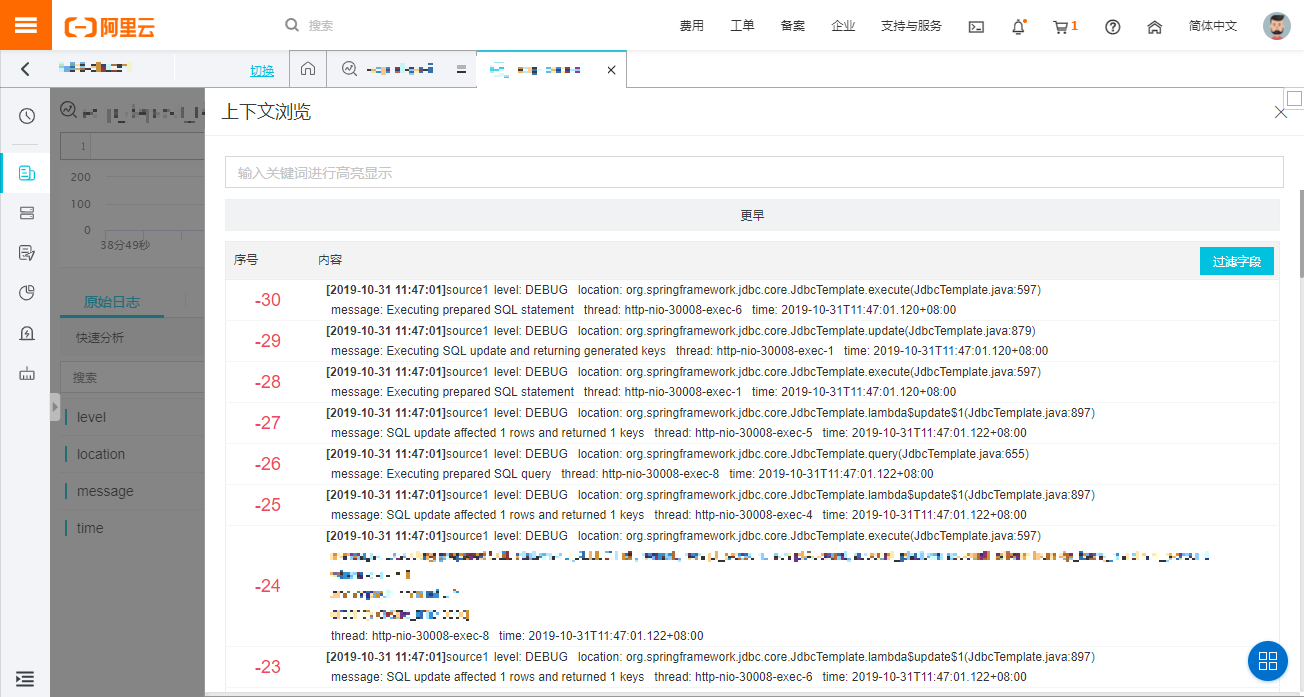 阿里云
搜索
费用 工单 备案 企业 支持与服务 1 简体中文
切换
上下文浏览
1
输入关键词进行高亮显示
200
100
0
38分49秒
更早
序号 内容 过滤字段
原始日志
快速分析
搜索
level
location
message
time
-30 [2019-10-31 11:47:01]source1 level: DEBUG location: org.springframework.jdbc.core.JdbcTemplate.execute(JdbcTemplate.java:597)
message: Executing prepared SQL statement thread: http-nio-30008-exec-6 time: 2019-10-31T11:47:01.120+08:00
-29 [2019-10-31 11:47:01]source1 level: DEBUG location: org.springframework.jdbc.core.JdbcTemplate.update(JdbcTemplate.java:879)
message: Executing SQL update and returning generated keys thread: http-nio-30008-exec-1 time: 2019-10-31T11:47:01.120+08:00
-28 [2019-10-31 11:47:01]source1 level: DEBUG location: org.springframework.jdbc.core.JdbcTemplate.execute(JdbcTemplate.java:597)
message: Executing prepared SQL statement thread: http-nio-30008-exec-1 time: 2019-10-31T11:47:01.120+08:00
-27 [2019-10-31 11:47:01]source1 level: DEBUG location: org.springframework.jdbc.core.JdbcTemplate.lambda$update$1(JdbcTemplate.java:897)
message: SQL update affected 1 rows and returned 1 keys thread: http-nio-30008-exec-5 time: 2019-10-31T11:47:01.122+08:00
-26 [2019-10-31 11:47:01]source1 level: DEBUG location: org.springframework.jdbc.core.JdbcTemplate.query(JdbcTemplate.java:655)
message: Executing prepared SQL query thread: http-nio-30008-exec-8 time: 2019-10-31T11:47:01.122+08:00
-25 [2019-10-31 11:47:01]source1 level: DEBUG location: org.springframework.jdbc.core.JdbcTemplate.lambda$update$1(JdbcTemplate.java:897)
message: SQL update affected 1 rows and returned 1 keys thread: http-nio-30008-exec-4 time: 2019-10-31T11:47:01.122+08:00
-24 [2019-10-31 11:47:01]source1 level: DEBUG location: org.springframework.jdbc.core.JdbcTemplate.execute(JdbcTemplate.java:597)
thread: http-nio-30008-exec-8 time: 2019-10-31T11:47:01.122+08:00
-23 [2019-10-31 11:47:01]source1 level: DEBUG location: org.springframework.jdbc.core.JdbcTemplate.lambda$update$1(JdbcTemplate.java:897)
message: SQL update affected 1 rows and returned 1 keys thread: http-nio-30008-exec-6 time: 2019-10-31T11:47:01.122+08:00